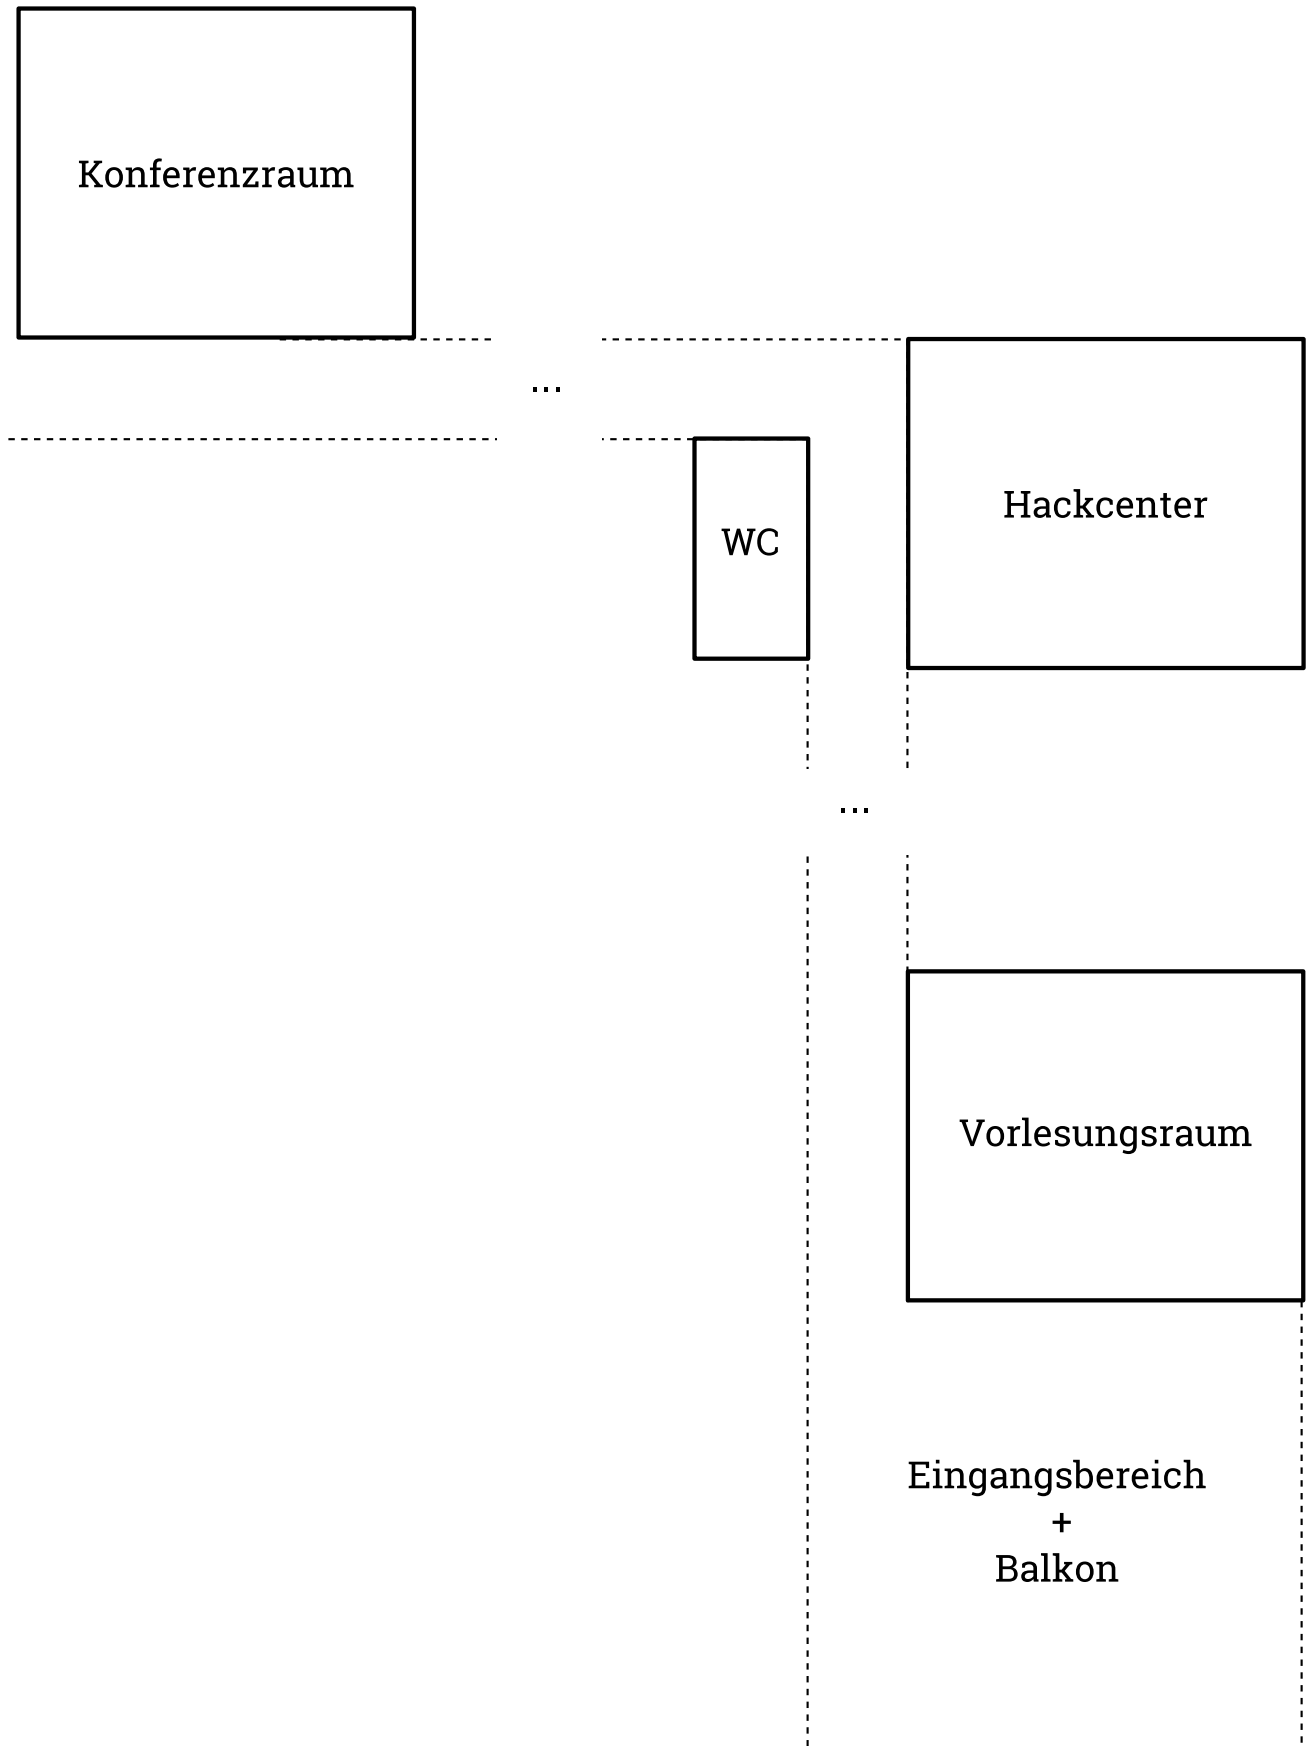 Konferenzraum
...
Hackcenter
WC
...
Vorlesungsraum
Eingangsbereich
+
Balkon